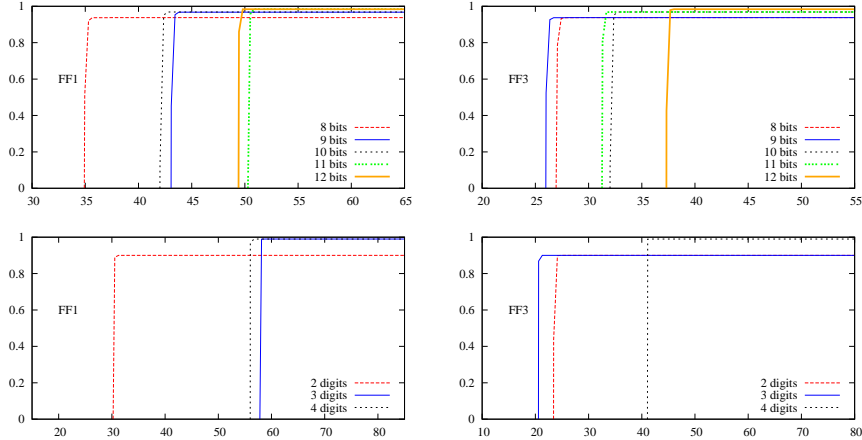 1
0.8
0.6
0.4
0.2
0
FF1
8 bits
9 bits
10 bits
11 bits
12 bits
30 35 40 45 50 55 60 65
1
0.8
0.6
0.4
0.2
0
FF3
8 bits
9 bits
10 bits
11 bits
12 bits
20 25 30 35 40 45 50 55
1
0.8
0.6
0.4
0.2
0
FF1
2 digits
3 digits
4 digits
20 30 40 50 60 70 80
1
0.8
0.6
0.4
0.2
0
FF3
2 digits
3 digits
4 digits
10 20 30 40 50 60 70 80